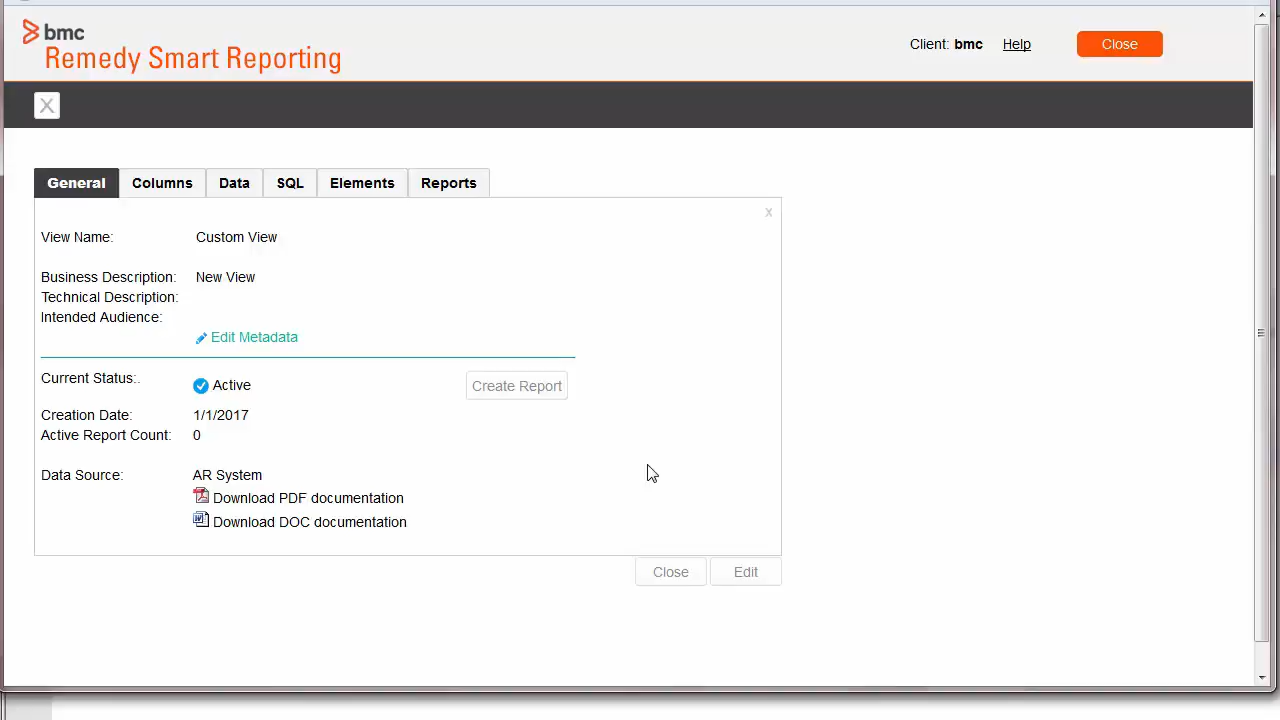 bmc
Remedy Smart Reporting
Client: bmc Help Close
X
General Columns Data SQL Elements Reports
x
View Name: Custom View
Business Description: New View
Technical Description:
Intended Audience:
Edit Metadata
Current Status:. Active Create Report
Creation Date: 1/1/2017
Active Report Count: 0
Data Source: AR System
Download PDF documentation
Download DOC documentation
Close Edit